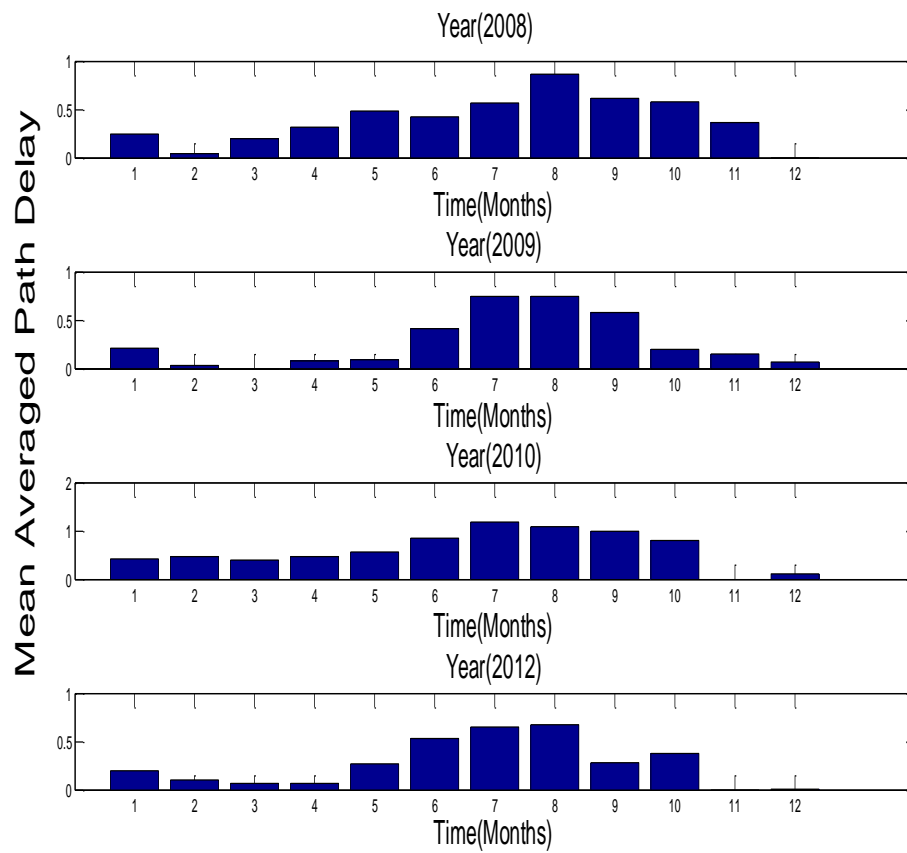 Mean Averaged Path Delay
Year(2008)
1
0.5
0
1 2 3 4 5 6 7 8 9 10 11 12
Time(Months)
Year(2009)
1
0.5
0
1 2 3 4 5 6 7 8 9 10 11 12
Time(Months)
Year(2010)
2
1
0
1 2 3 4 5 6 7 8 9 10 11 12
Time(Months)
Year(2012)
1
0.5
0
1 2 3 4 5 6 7 8 9 10 11 12
Time(Months)